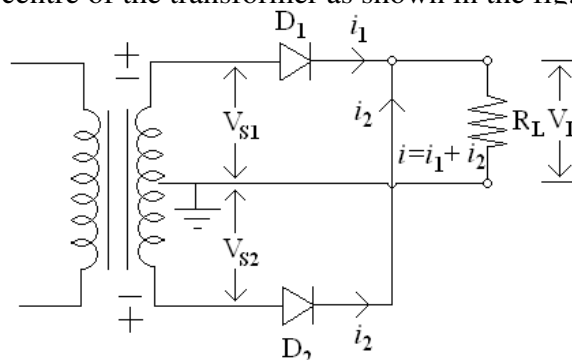 centre of the transformer as shown in the fig
D1 i1
+
−
VS1
i2
i=i1+ i2
RL
VS2
−
+
D2
i2